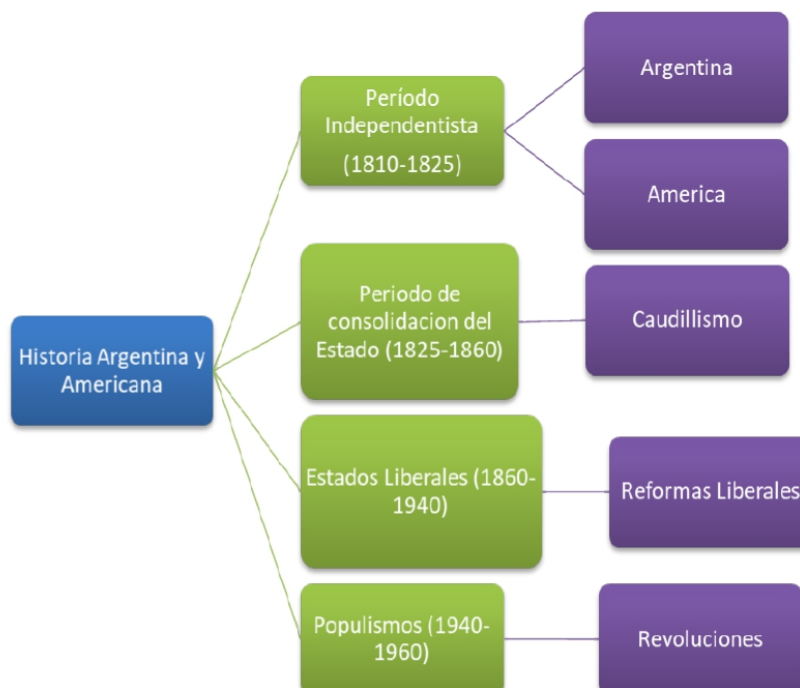 Historia Argentina y
Americana
Período
Independentista
(1810-1825)
Argentina
America
Periodo de
consolidacion del
Estado (1825-1860)
Caudillismo
Estados Liberales (1860-
1940)
Reformas Liberales
Populismos (1940-
1960)
Revoluciones